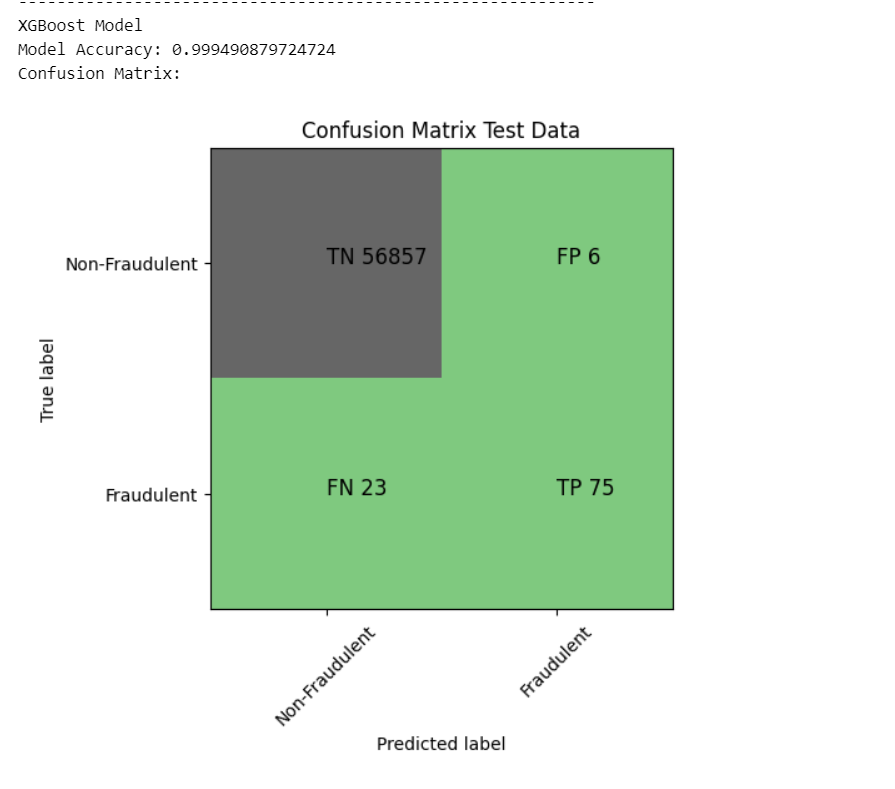 ------------------------------------------------------------
XGBoost Model
Model Accuracy: 0.999490879724724
Confusion Matrix:
Confusion Matrix Test Data
True label
Non-Fraudulent
TN 56857
FP 6
Fraudulent
FN 23
TP 75
Non-Fraudulent
Fraudulent
Predicted label